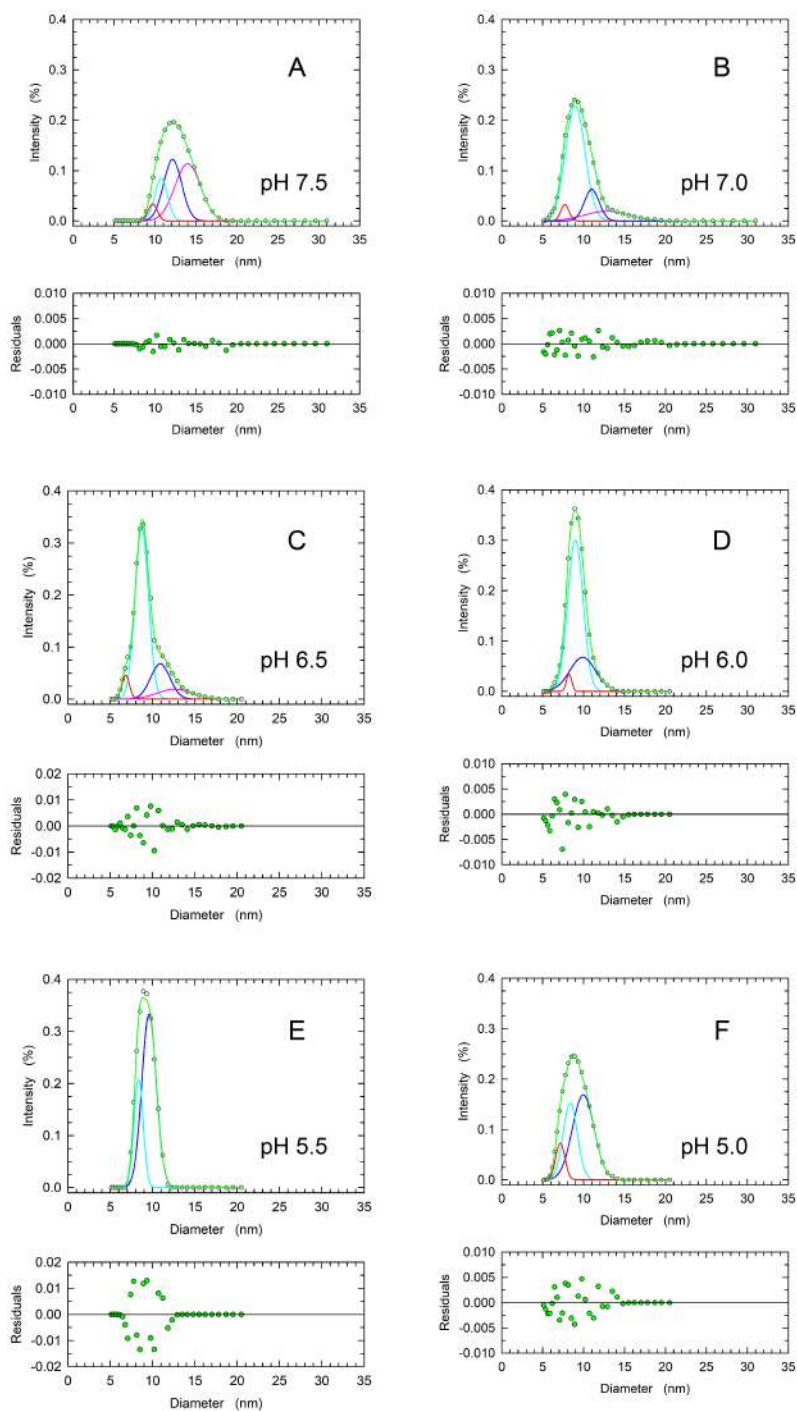 A
pH 7.5
Intensity (%)
0.4
0.3
0.2
0.1
0.0
0 5 10 15 20 25 30 35
Diameter (nm)
Residuals
0.010
0.005
0.000
-0.005
-0.010
0 5 10 15 20 25 30 35
Diameter (nm)
B
pH 7.0
Intensity (%)
0.4
0.3
0.2
0.1
0.0
0 5 10 15 20 25 30 35
Diameter (nm)
Residuals
0.010
0.005
0.000
-0.005
-0.010
0 5 10 15 20 25 30 35
Diameter (nm)
C
pH 6.5
Intensity (%)
0.4
0.3
0.2
0.1
0.0
0 5 10 15 20 25 30 35
Diameter (nm)
Residuals
0.02
0.01
0.00
-0.01
-0.02
0 5 10 15 20 25 30 35
Diameter (nm)
D
pH 6.0
Intensity (%)
0.4
0.3
0.2
0.1
0.0
0 5 10 15 20 25 30 35
Diameter (nm)
Residuals
0.010
0.005
0.000
-0.005
-0.010
0 5 10 15 20 25 30 35
Diameter (nm)
E
pH 5.5
Intensity (%)
0.4
0.3
0.2
0.1
0.0
0 5 10 15 20 25 30 35
Diameter (nm)
Residuals
0.02
0.01
0.00
-0.01
-0.02
0 5 10 15 20 25 30 35
Diameter (nm)
F
pH 5.0
Intensity (%)
0.4
0.3
0.2
0.1
0.0
0 5 10 15 20 25 30 35
Diameter (nm)
Residuals
0.010
0.005
0.000
-0.005
-0.010
0 5 10 15 20 25 30 35
Diameter (nm)